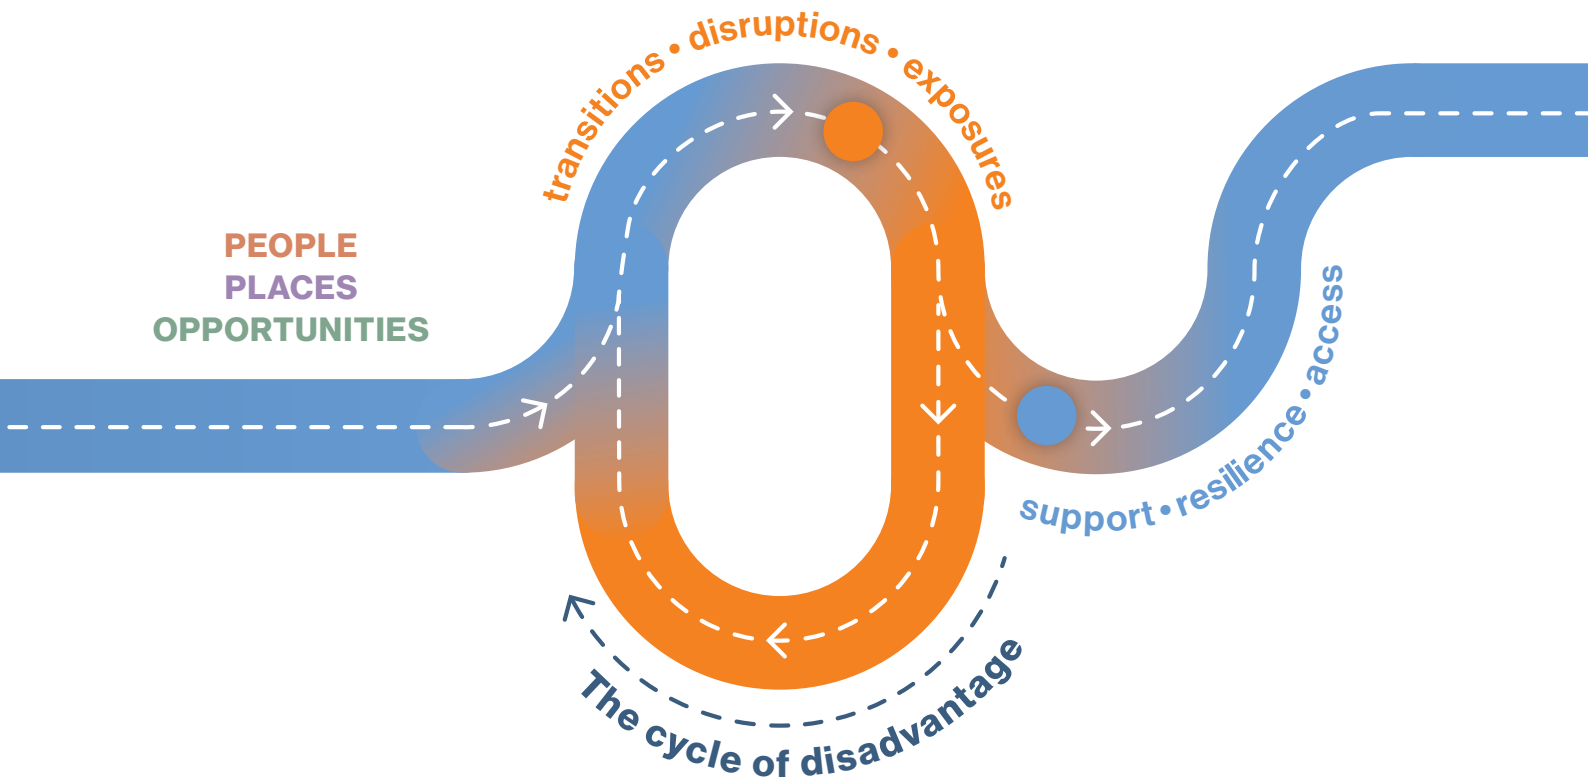 transitions • disruptions • exposures
PEOPLE
PLACES
OPPORTUNITIES
support • resilience • access
The cycle of disadvantage